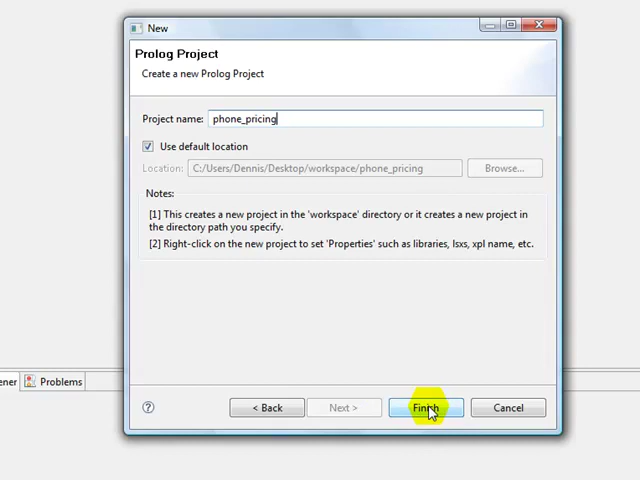 New
Prolog Project
Create a new Prolog Project
Project name: phone_pricing
Use default location
Location: C:/Users/Dennis/Desktop/workspace/phone_pricing Browse...
Notes:
[1] This creates a new project in the 'workspace' directory or it creates a new project in
the directory path you specify.
[2] Right-click on the new project to set 'Properties' such as libraries, lsxs, xpl name, etc.
ener Problems
? < Back Next > Finish Cancel